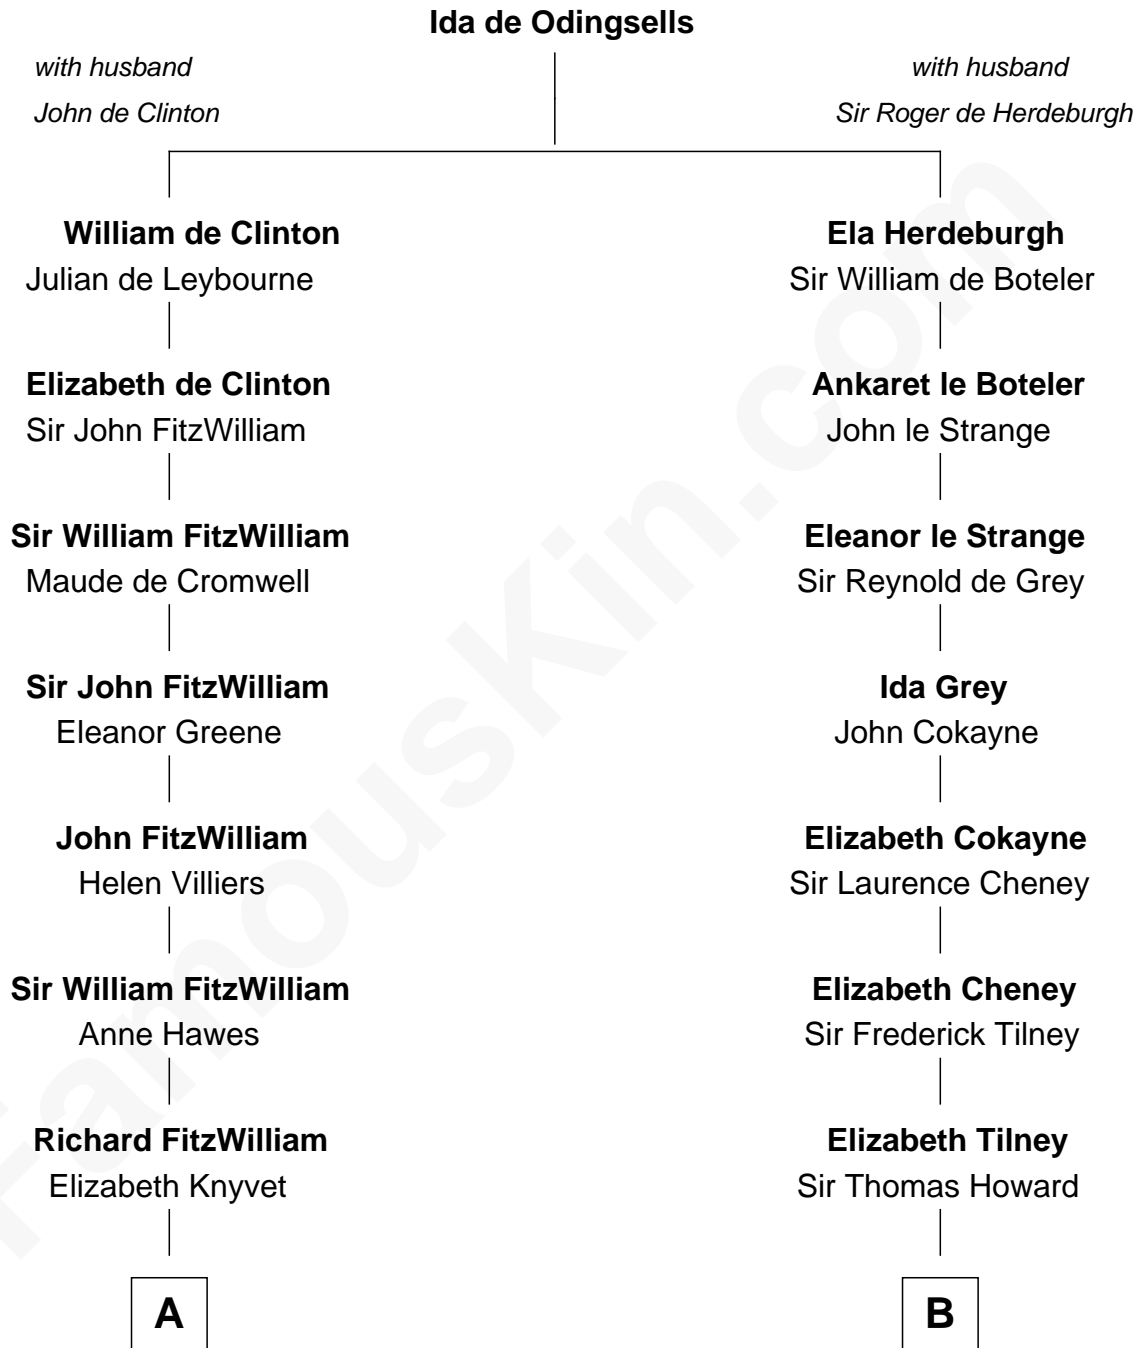 Ida de Odingsells
with husband
John de Clinton
with husband
Sir Roger de Herdeburgh
William de Clinton
Julian de Leybourne
Ela Herdeburgh
Sir William de Boteler
Elizabeth de Clinton
Sir John FitzWilliam
Ankaret le Boteler
John le Strange
Sir William FitzWilliam
Maude de Cromwell
Eleanor le Strange
Sir Reynold de Grey
Sir John FitzWilliam
Eleanor Greene
Ida Grey
John Cokayne
John FitzWilliam
Helen Villiers
Elizabeth Cokayne
Sir Laurence Cheney
Sir William FitzWilliam
Anne Hawes
Elizabeth Cheney
Sir Frederick Tilney
Richard FitzWilliam
Elizabeth Knyvet
Elizabeth Tilney
Sir Thomas Howard
A
B
FamousKin.com